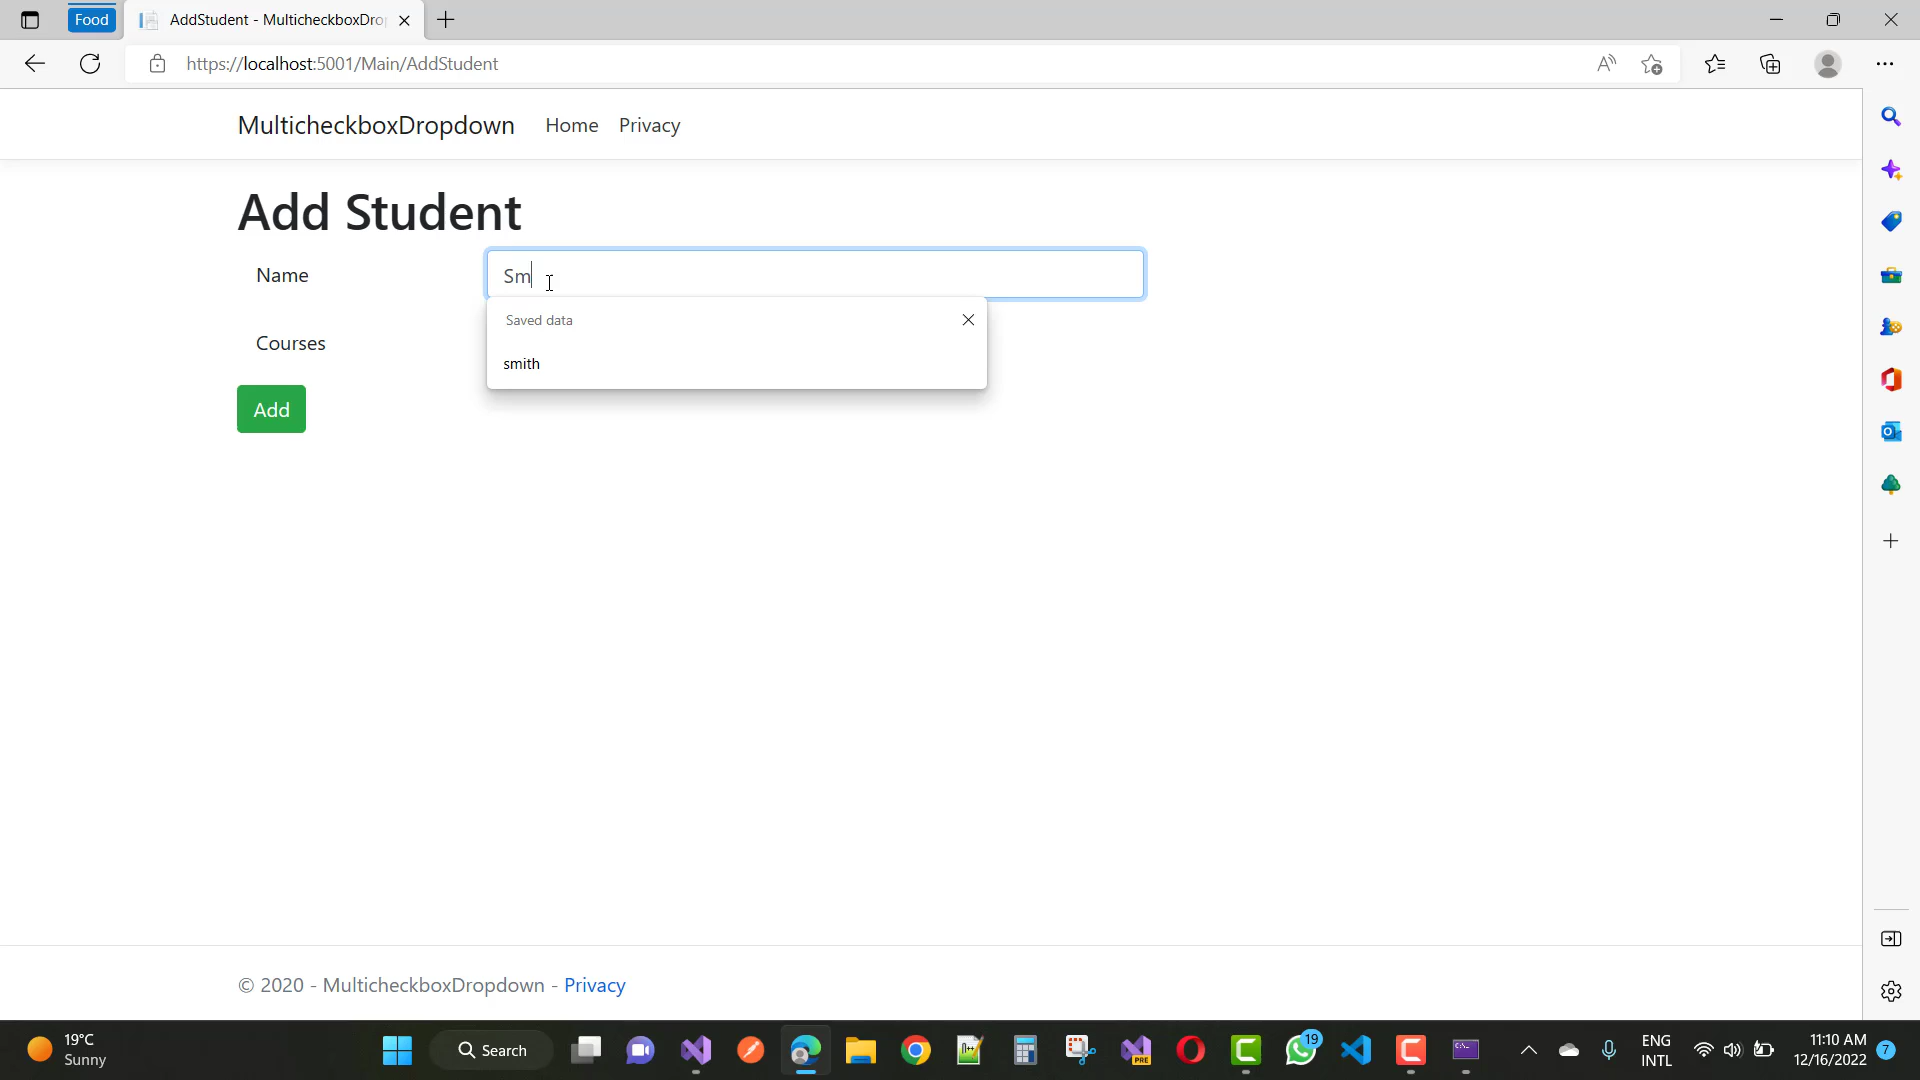 Food
AddStudent - MulticheckboxDro
https://localhost:5001/Main/AddStudent
MulticheckboxDropdown
Home
Privacy
Add Student
Name
Sm
Saved data
smith
Courses
Add
© 2020 - MulticheckboxDropdown - Privacy
19°C
Sunny
Search
PRE
19
ENG
INTL
11:10 AM
12/16/2022
7